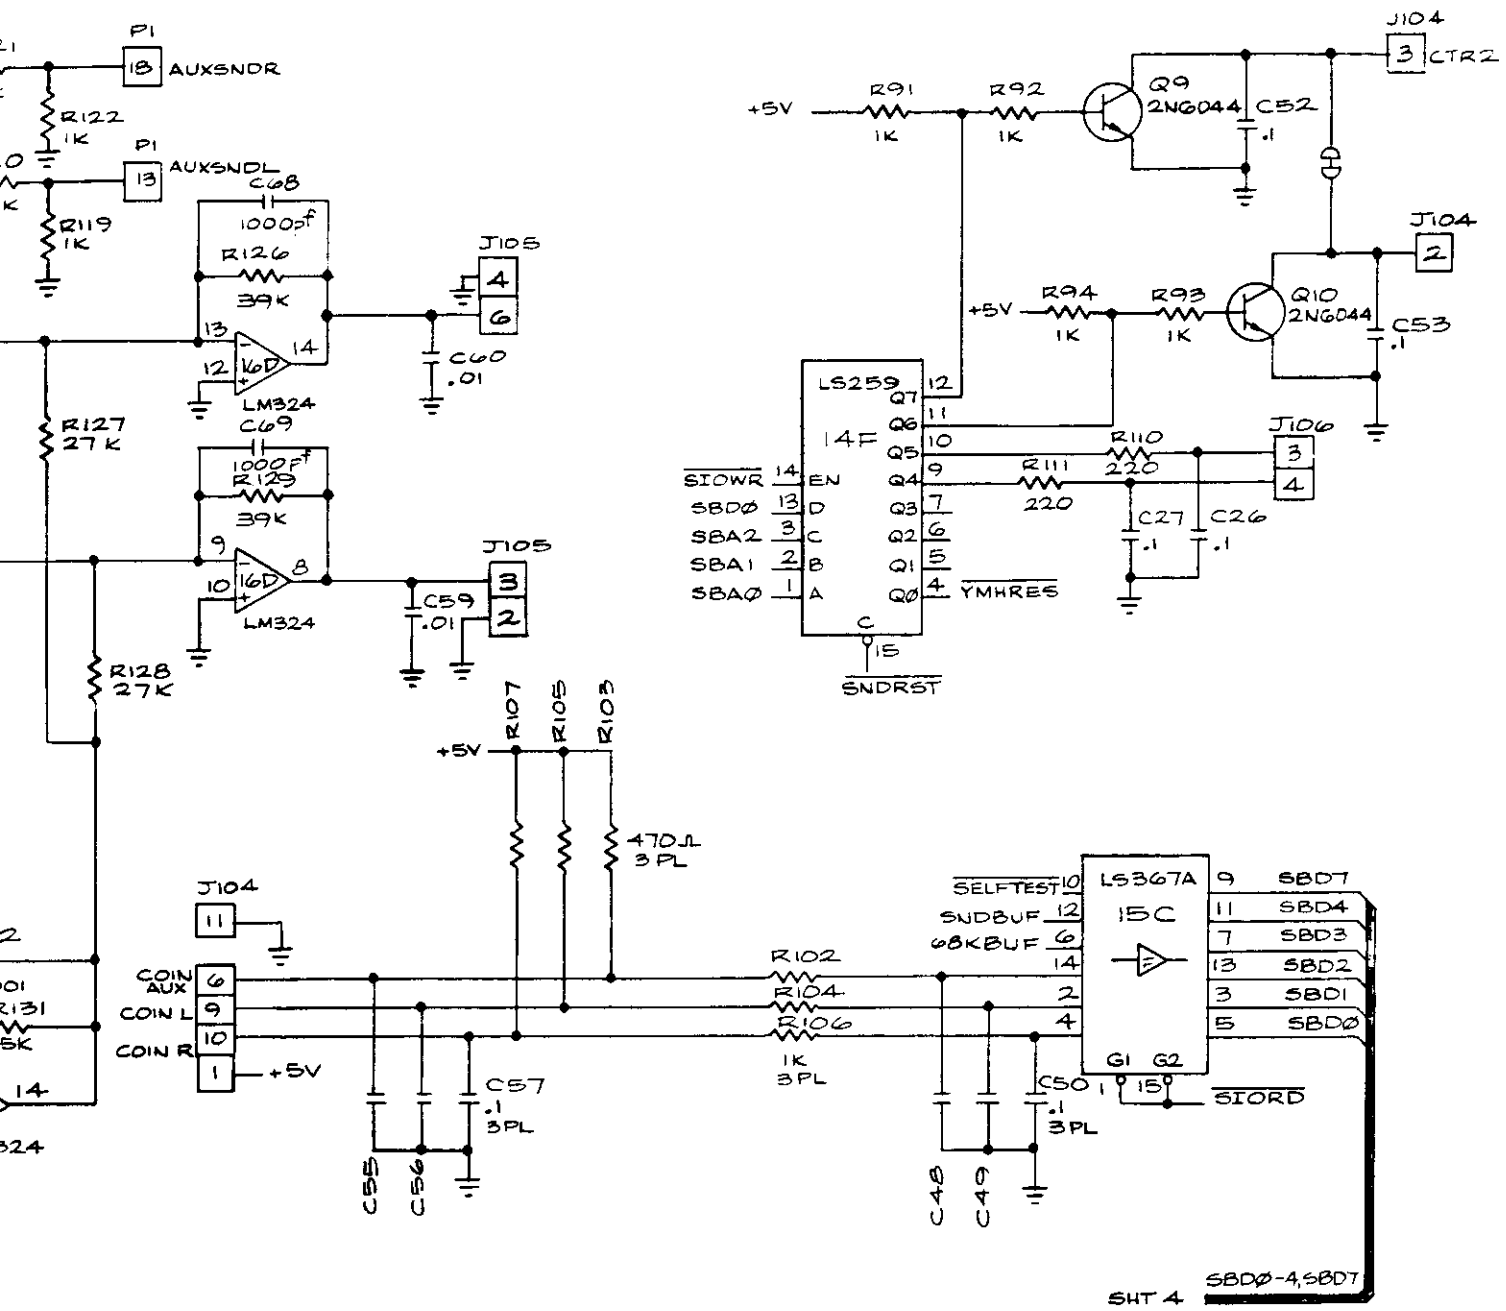 21
K
R122
1K
P1
18 AUXSNDR
P1
13 AUXSNDL
K
R119
1K
C68
1000pf
R126
39K
13
12
16D
14
LM324
J105
4
6
C60
.01
R127
27K
C69
1000Pf
R129
39K
9
10
16D
8
LM324
J105
3
2
C59
.01
R128
27K
J104
3 CTR2
+5V
R91
1K
R92
1K
Q9
2N6044
C52
.1
J104
2
+5V
R94
1K
R93
1K
Q10
2N6044
C53
.1
LS259
14F
Q7 12
Q6 11
Q5 10
Q4 9
Q3 7
Q2 6
Q1 5
QØ 4 YMHRES
SIOWR 14 EN
SBDØ 13 D
SBA2 3 C
SBA1 2 B
SBAØ 1 A
C
15
SNDRST
R110
220
R111
220
J106
3
4
C27
.1
C26
.1
R107
R105
R103
+5V
470Ω
3 PL
J104
11
COIN AUX 6
COIN L 9
COIN R 10
1 +5V
C55
C56
C57
.1
3PL
R102
R104
R106
1K
3PL
C48
C49
C50
.1
3PL
SELFTEST 10
SNDBUF 12
68KBUF 6
14
2
4
LS367A
15C
G1 G2
1 15
SIORD
9 SBD7
11 SBD4
7 SBD3
13 SBD2
3 SBD1
5 SBDØ
R131
5K
14
324
SHT 4 SBDØ-4,SBD7